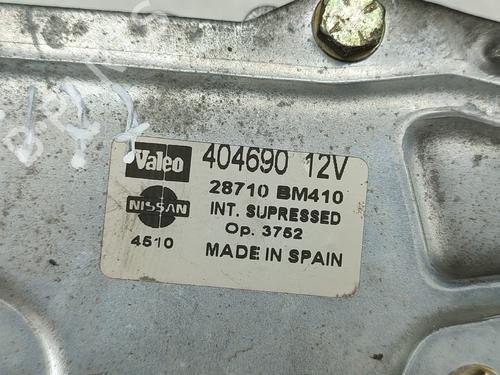 Valeo 404690 12V
28710 BM410
NISSAN INT. SUPRESSED
4510 Op. 3752
MADE IN SPAIN